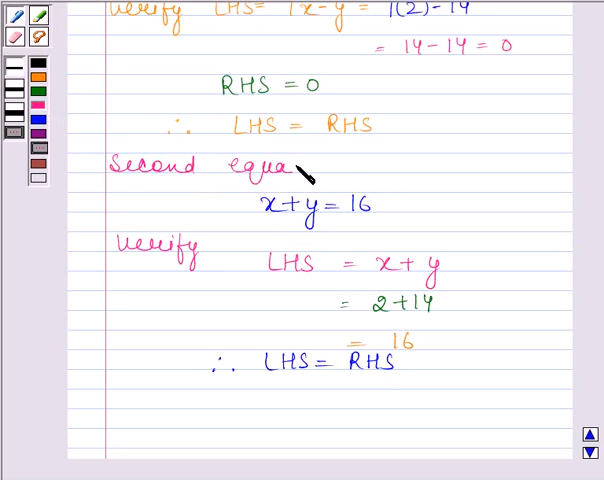 Verify LHS = 7x - y = 7(2) - 14
= 14 - 14 = 0
RHS = 0
∴ LHS = RHS
Second equa
x + y = 16
Verify
LHS = x + y
= 2 + 14
= 16
∴ LHS = RHS